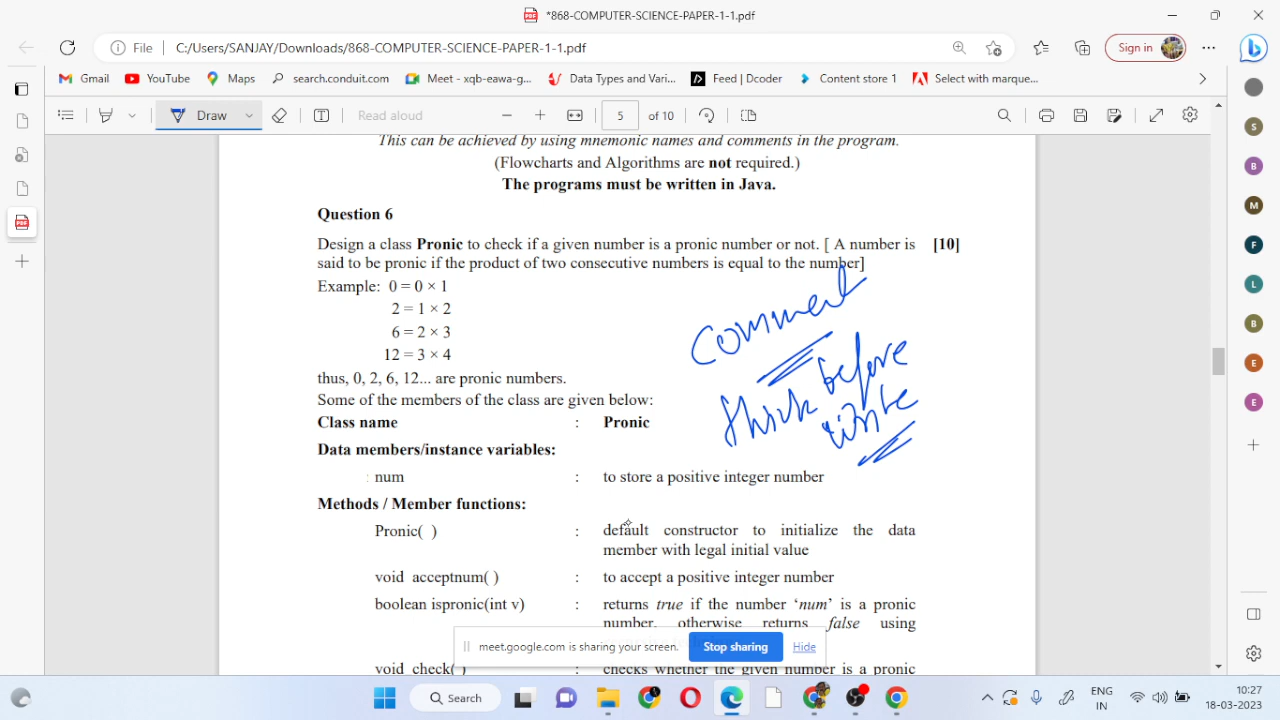 *868-COMPUTER-SCIENCE-PAPER-1-1.pdf
File C:/Users/SANJAY/Downloads/868-COMPUTER-SCIENCE-PAPER-1-1.pdf Sign in
Gmail YouTube Maps search.conduit.com Meet - xqb-eawa-g... Data Types and Vari... Feed | Dcoder Content store 1 Select with marque...
Draw Read aloud 5 of 10
This can be achieved by using mnemonic names and comments in the program.
(Flowcharts and Algorithms are not required.)
The programs must be written in Java.
Question 6
Design a class Pronic to check if a given number is a pronic number or not. [ A number is [10]
said to be pronic if the product of two consecutive numbers is equal to the number]
Example: 0 = 0 × 1
2 = 1 × 2
6 = 2 × 3
12 = 3 × 4
Comment
thus, 0, 2, 6, 12... are pronic numbers.
before
Some of the members of the class are given below:
think
write
Class name : Pronic
Data members/instance variables:
num : to store a positive integer number
Methods / Member functions:
Pronic( ) : default constructor to initialize the data
member with legal initial value
void acceptnum( ) : to accept a positive integer number
boolean ispronic(int v) : returns true if the number ‘num’ is a pronic
number, otherwise returns false using
meet.google.com is sharing your screen. Stop sharing Hide
void check( ) : checks whether the given number is a pronic
S
B
M
F
L
B
E
E
Search
ENG
IN
10:27
18-03-2023